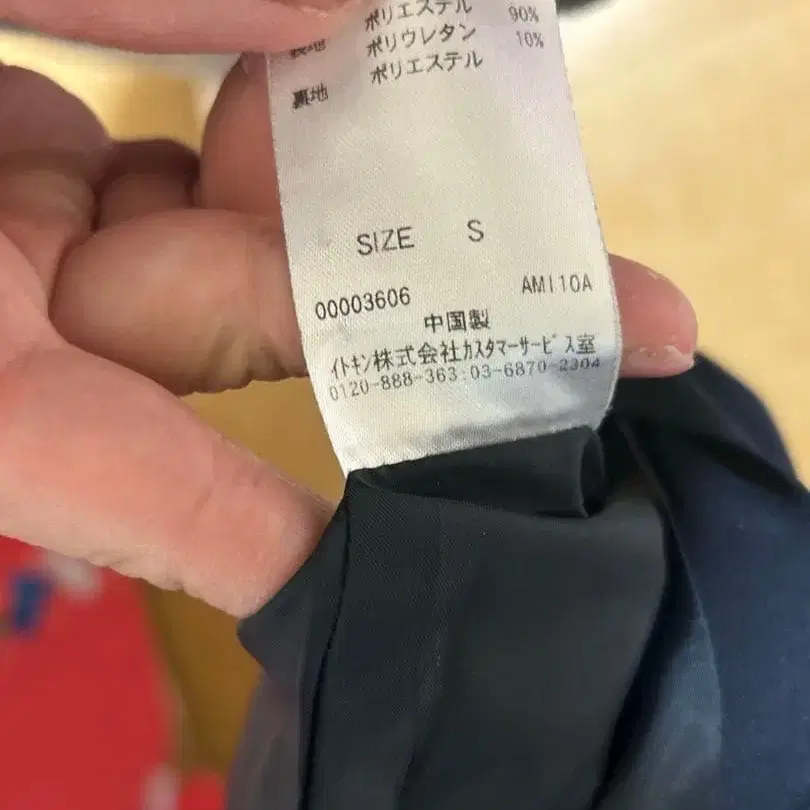 ポリエステル 90%
表地 ポリウレタン 10%
裏地 ポリエステル
SIZE S
00003606 AMI10A
中国製
イトキン株式会社カスタマーサービス室
0120-888-363:03-6870-2304